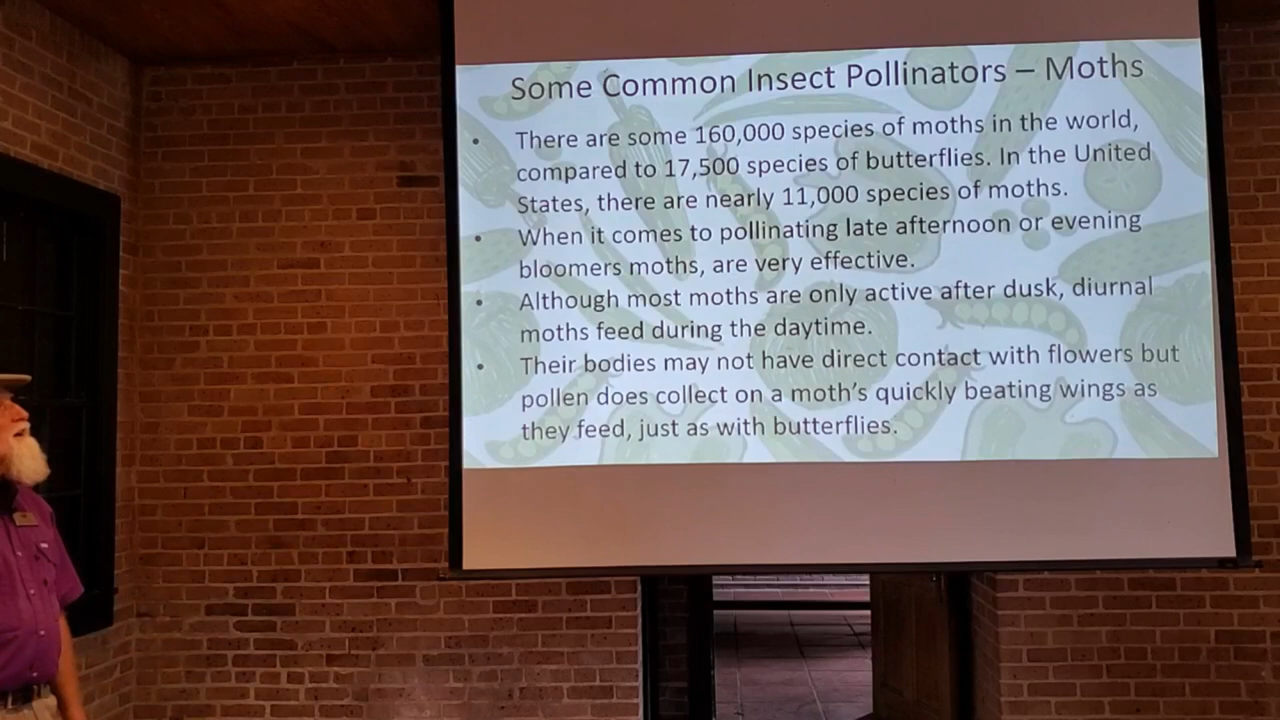 Some Common Insect Pollinators – Moths
• There are some 160,000 species of moths in the world,
compared to 17,500 species of butterflies. In the United
States, there are nearly 11,000 species of moths.
• When it comes to pollinating late afternoon or evening
bloomers moths, are very effective.
• Although most moths are only active after dusk, diurnal
moths feed during the daytime.
• Their bodies may not have direct contact with flowers but
pollen does collect on a moth's quickly beating wings as
they feed, just as with butterflies.